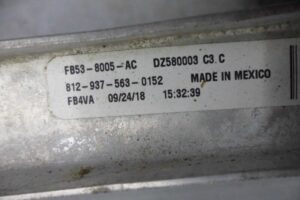 FB53-8005-AC DZ580003 C3.C
812-937-563-0152 MADE IN MEXICO
FB4VA 09/24/18 15:32:39